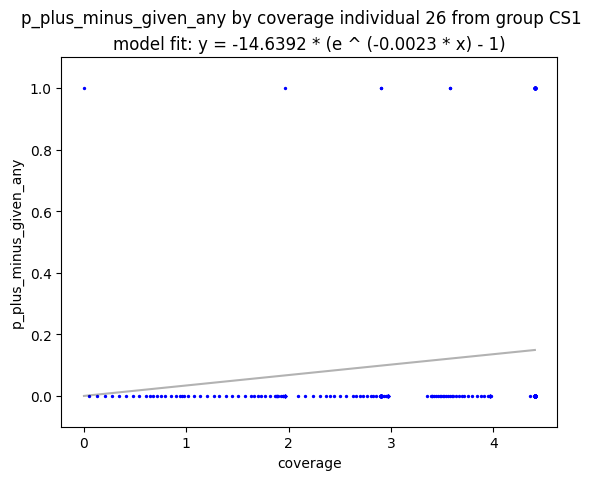 p_plus_minus_given_any by coverage individual 26 from group CS1
model fit: y = -14.6392 * (e ^ (-0.0023 * x) - 1)
1.0
0.8
0.6
0.4
0.2
0.0
p_plus_minus_given_any
0 1 2 3 4
coverage